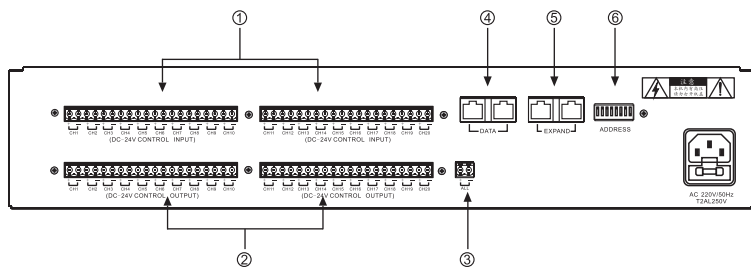 ④ ⑤ ⑥
①
注意
DATA EXPAND ADDRESS
CH1 CH2 CH3 CH4 CH5 CH6 CH7 CH8 CH9 CH10 CH11 CH12 CH13 CH14 CH15 CH16 CH17 CH18 CH19 CH20
(DC-24V CONTROL INPUT) (DC-24V CONTROL INPUT)
CH1 CH2 CH3 CH4 CH5 CH6 CH7 CH8 CH9 CH10 CH11 CH12 CH13 CH14 CH15 CH16 CH17 CH18 CH19 CH20 ALL
(DC-24V CONTROL OUTPUT) (DC-24V CONTROL OUTPUT)
AC 220V/50Hz
T2AL250V
② ③